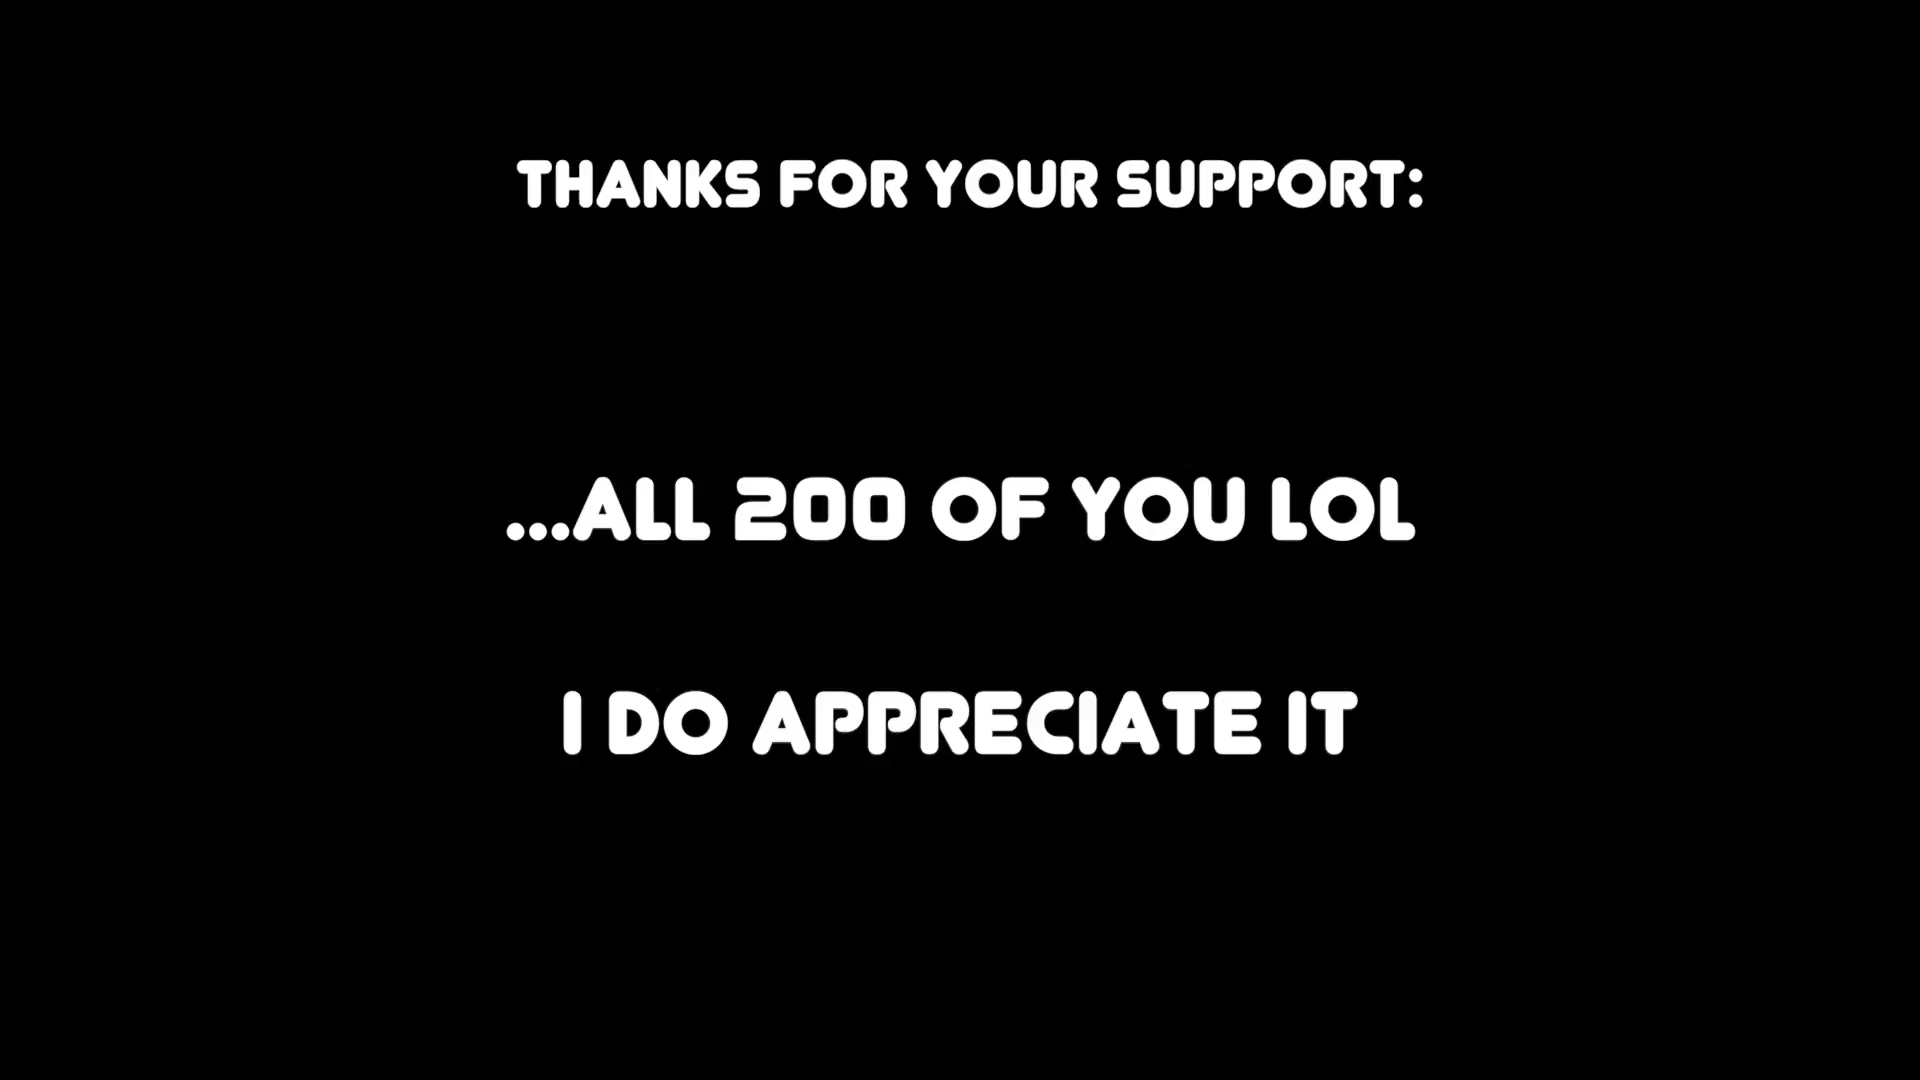 THANKS FOR YOUR SUPPORT:
...ALL 200 OF YOU LOL
I DO APPRECIATE IT